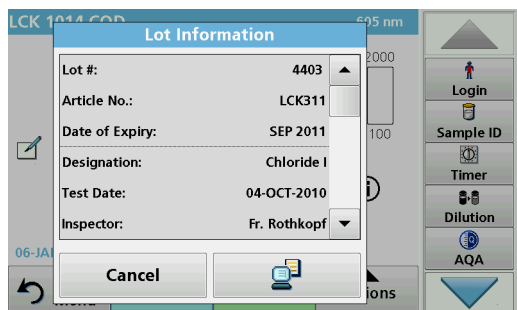 LCK 1014 COD 605 nm
Lot Information
2000
Lot #: 4403
Article No.: LCK311
Date of Expiry: SEP 2011
100
Designation: Chloride I
Test Date: 04-OCT-2010
Inspector: Fr. Rothkopf
06-JA
Cancel
Menu
ions
Login
Sample ID
Timer
Dilution
AQA